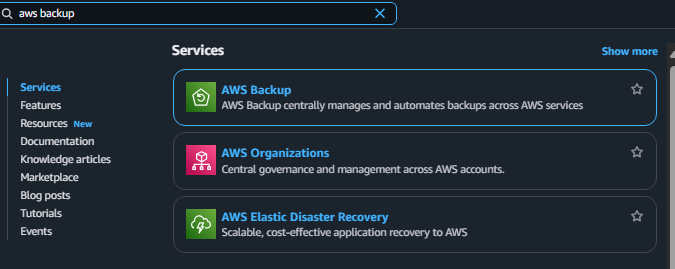 aws backup
Services
Show more
Services
Features
Resources New
Documentation
Knowledge articles
Marketplace
Blog posts
Tutorials
Events
AWS Backup
AWS Backup centrally manages and automates backups across AWS services
AWS Organizations
Central governance and management across AWS accounts.
AWS Elastic Disaster Recovery
Scalable, cost-effective application recovery to AWS